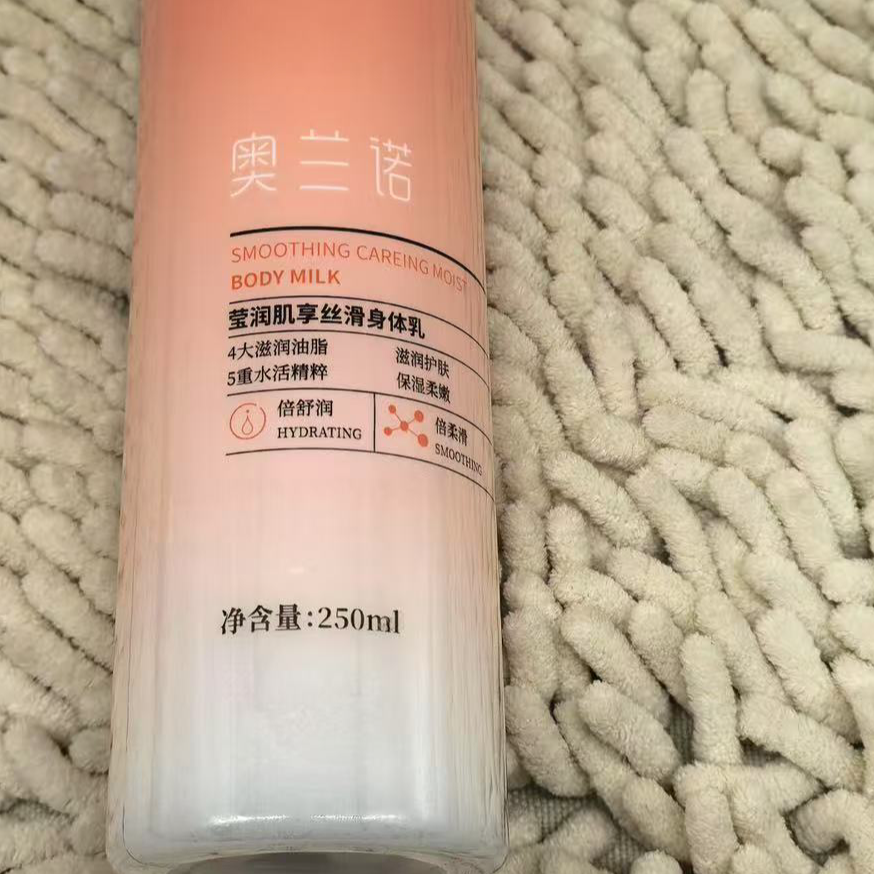 奥兰诺
SMOOTHING CAREING MOIST
BODY MILK
莹润肌享丝滑身体乳
4大滋润油脂 滋润护肤
5重水活精粹 保湿柔嫩
倍舒润 倍柔滑
HYDRATING SMOOTHING
净含量:250ml